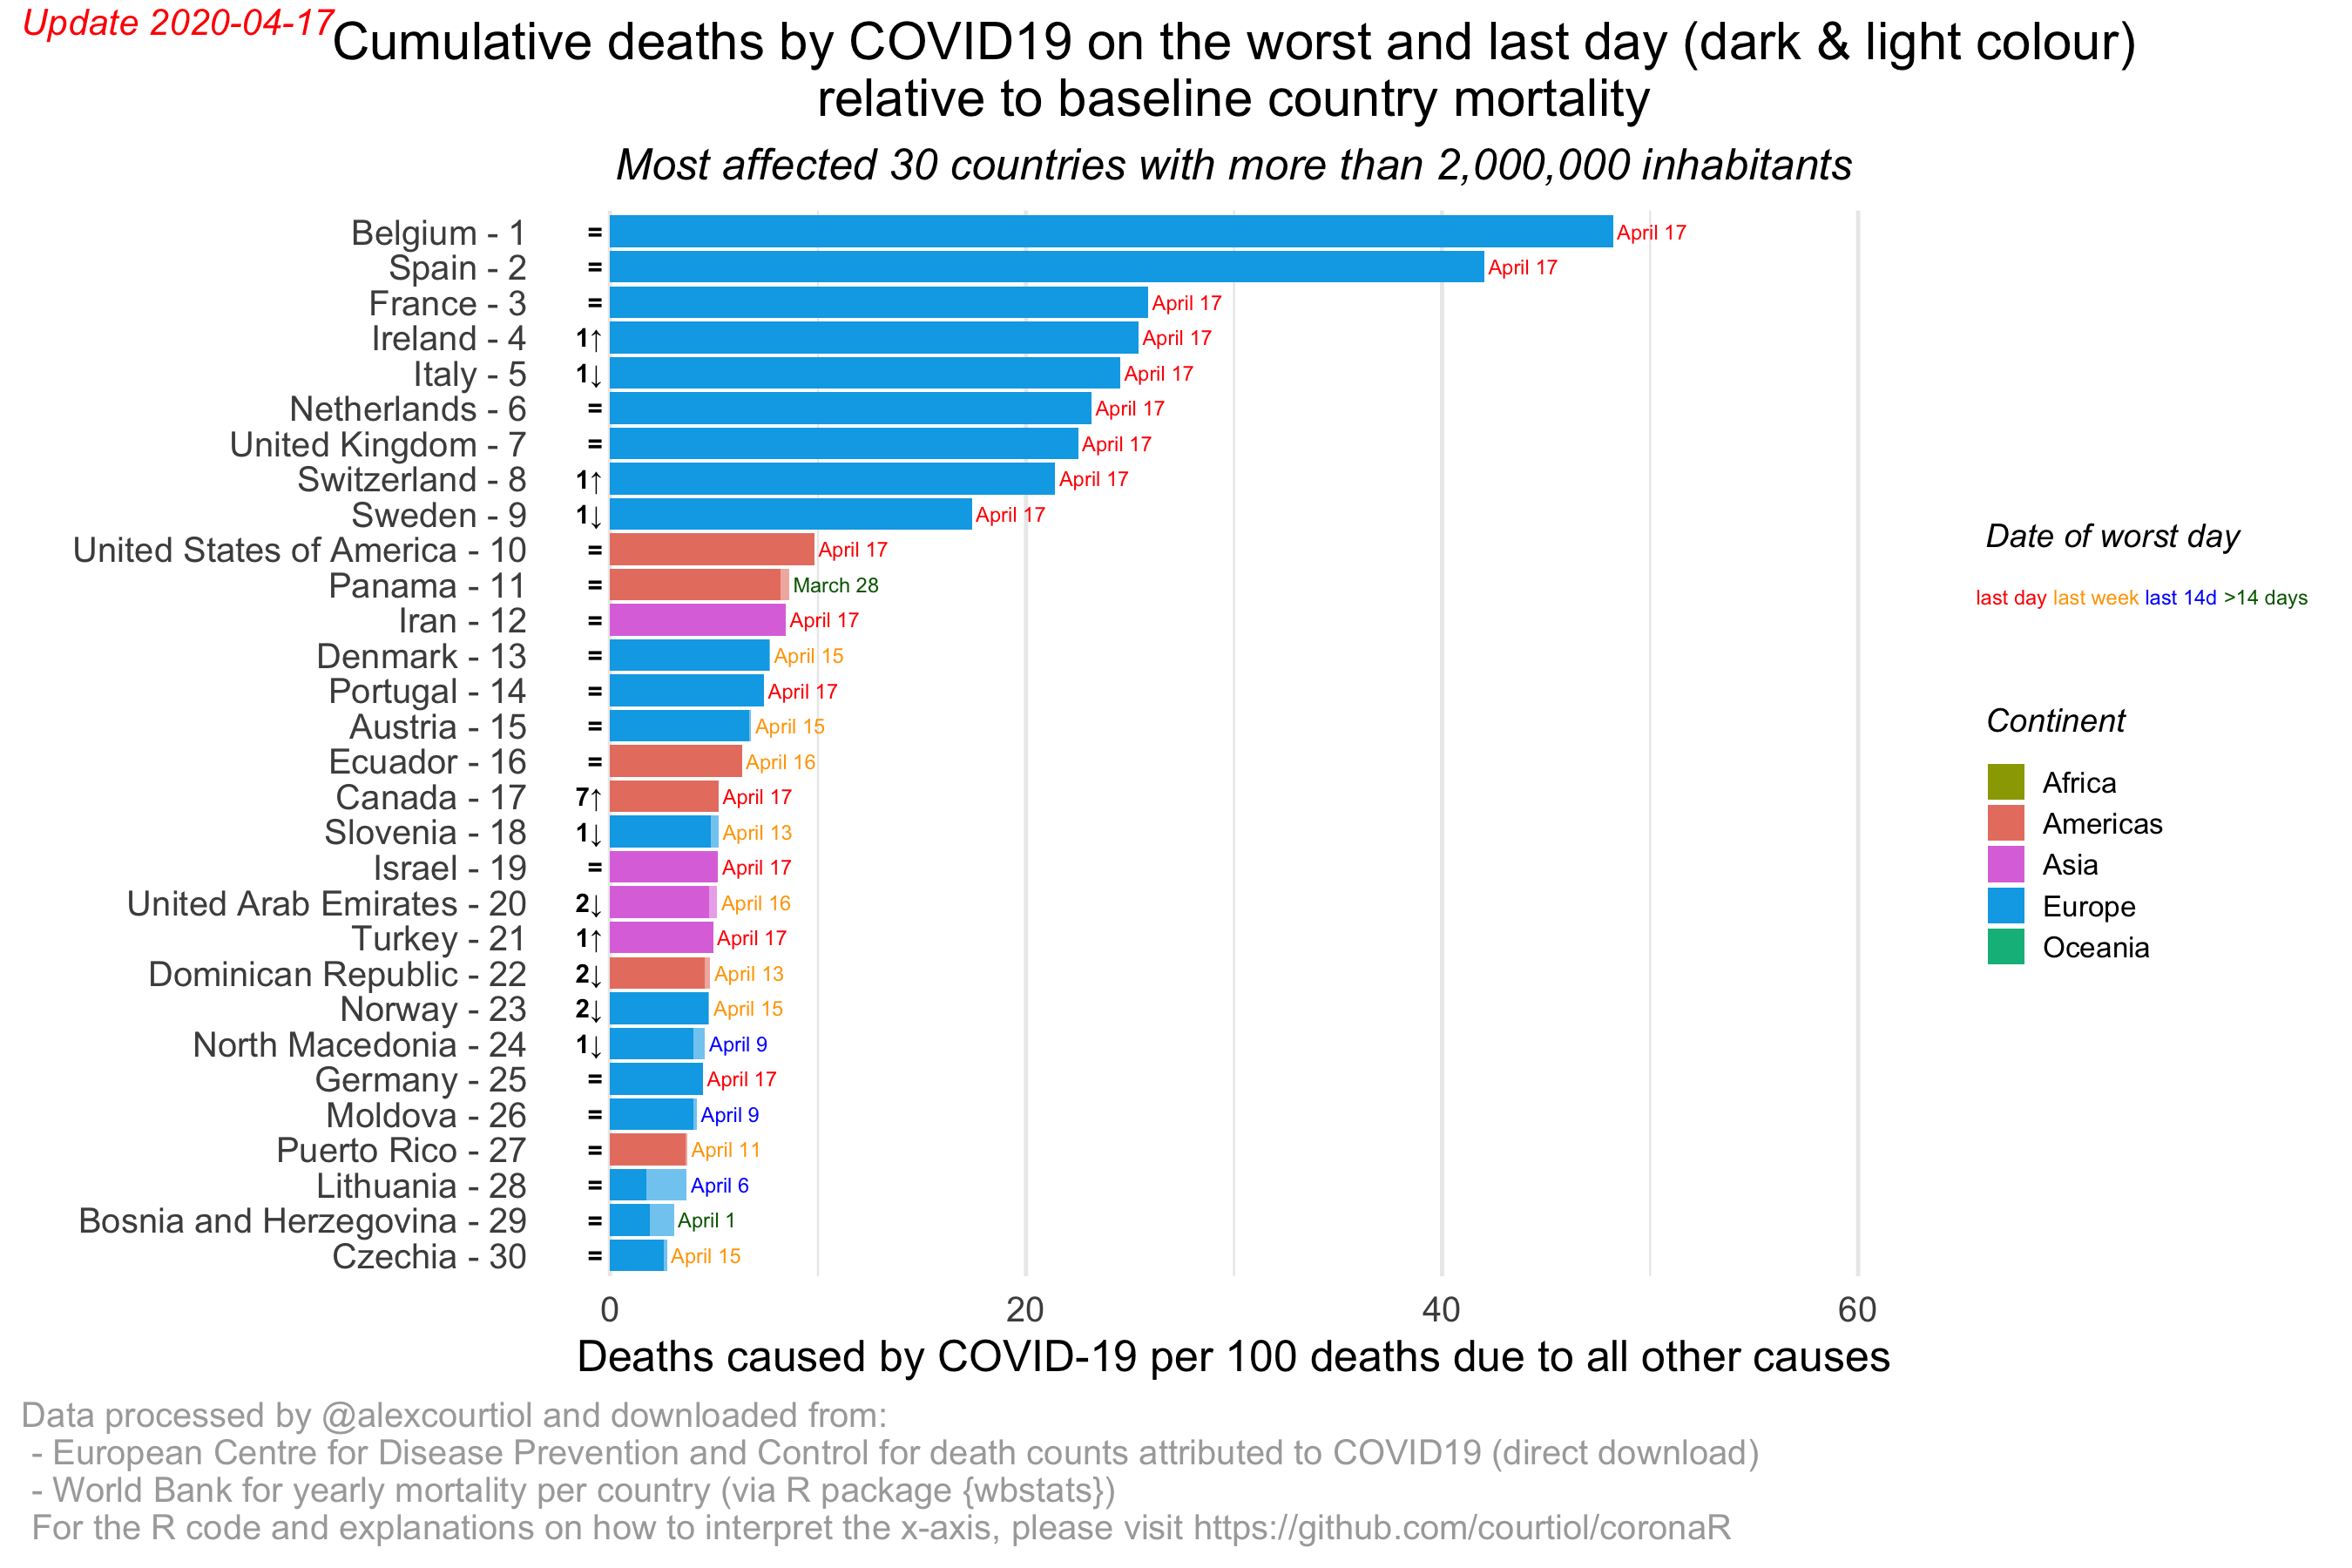 Update 2020-04-17
Cumulative deaths by COVID19 on the worst and last day (dark & light colour)
relative to baseline country mortality
Most affected 30 countries with more than 2,000,000 inhabitants
Belgium - 1 = April 17
Spain - 2 = April 17
France - 3 = April 17
Ireland - 4 1↑ April 17
Italy - 5 1↓ April 17
Netherlands - 6 = April 17
United Kingdom - 7 = April 17
Switzerland - 8 1↑ April 17
Sweden - 9 1↓ April 17
United States of America - 10 = April 17
Panama - 11 = March 28
Iran - 12 = April 17
Denmark - 13 = April 15
Portugal - 14 = April 17
Austria - 15 = April 15
Ecuador - 16 = April 16
Canada - 17 7↑ April 17
Slovenia - 18 1↓ April 13
Israel - 19 = April 17
United Arab Emirates - 20 2↓ April 16
Turkey - 21 1↑ April 17
Dominican Republic - 22 2↓ April 13
Norway - 23 2↓ April 15
North Macedonia - 24 1↓ April 9
Germany - 25 = April 17
Moldova - 26 = April 9
Puerto Rico - 27 = April 11
Lithuania - 28 = April 6
Bosnia and Herzegovina - 29 = April 1
Czechia - 30 = April 15
0 20 40 60
Deaths caused by COVID-19 per 100 deaths due to all other causes
Date of worst day
last day last week last 14d >14 days
Continent
Africa
Americas
Asia
Europe
Oceania
Data processed by @alexcourtiol and downloaded from:
- European Centre for Disease Prevention and Control for death counts attributed to COVID19 (direct download)
- World Bank for yearly mortality per country (via R package {wbstats})
For the R code and explanations on how to interpret the x-axis, please visit https://github.com/courtiol/coronaR